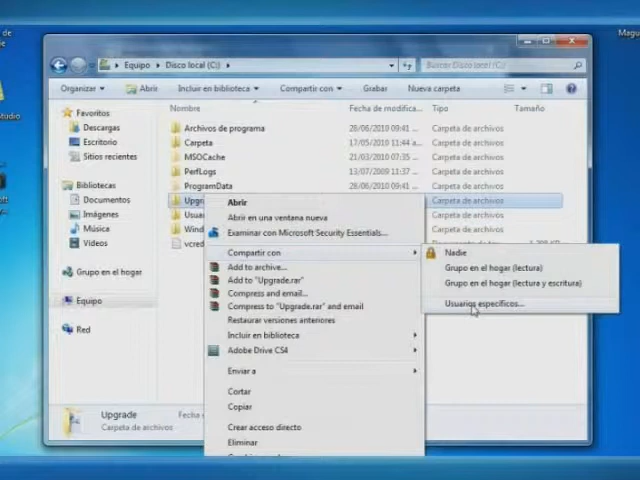 de
Magu
Equipo
Disco local (C:)
Buscar Disco local (C:)
Organizar
Abrir
Incluir en biblioteca
Compartir con
Grabar
Nueva carpeta
Nombre
Fecha de modifica...
Tipo
Tamaño
Favoritos
Descargas
Escritorio
Sitios recientes
Bibliotecas
Documentos
Imágenes
Música
Vídeos
Grupo en el hogar
Equipo
Red
Archivos de programa
26/06/2010 09:41 ...
Carpeta de archivos
Carpeta
17/05/2010 11:44 a...
Carpeta de archivos
MSOCache
21/03/2010 07:35 ...
Carpeta de archivos
PerfLogs
13/07/2009 11:37 ...
Carpeta de archivos
ProgramData
26/06/2010 09:41 ...
Carpeta de archivos
Upgra
Carpeta de archivos
Usua
Carpeta de archivos
Wind
Carpeta de archivos
vcred
Abrir
Abrir en una ventana nueva
Examinar con Microsoft Security Essentials...
Compartir con
Add to archive...
Add to "Upgrade.rar"
Compress and email...
Compress to "Upgrade.rar" and email
Restaurar versiones anteriores
Incluir en biblioteca
Adobe Drive CS4
Enviar a
Cortar
Copiar
Crear acceso directo
Eliminar
Nadie
Grupo en el hogar (lectura)
Grupo en el hogar (lectura y escritura)
Usuarios específicos...
Upgrade
Fecha
Carpeta de archivos
Studio